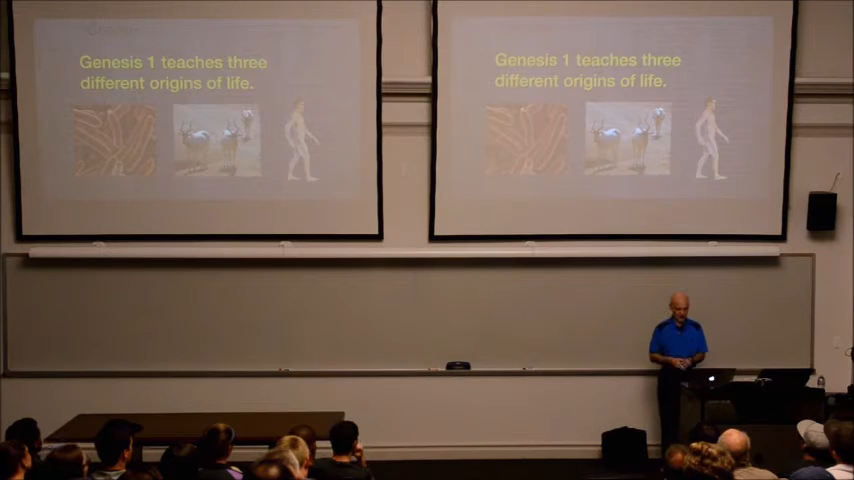 Genesis 1 teaches three
different origins of life.
Genesis 1 teaches three
different origins of life.